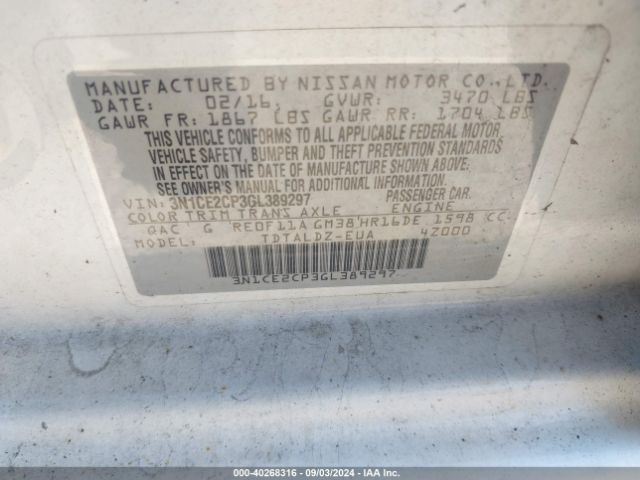 MANUFACTURED BY NISSAN MOTOR CO., LTD.
DATE: 02/16 GVWR: 3470 LBS
GAWR FR: 1867 LBS GAWR RR: 1704 LBS
THIS VEHICLE CONFORMS TO ALL APPLICABLE FEDERAL MOTOR
VEHICLE SAFETY, BUMPER AND THEFT PREVENTION STANDARDS
IN EFFECT ON THE DATE OF MANUFACTURE SHOWN ABOVE.
SEE OWNER'S MANUAL FOR ADDITIONAL INFORMATION.
VIN: 3N1CE2CP3GL389297 PASSENGER CAR.
COLOR TRIM TRANS AXLE ENGINE
QAC G RE0F11A GM38 HR16DE 1598 CC
MODEL: TDTALDZ-EUA 4Z000
3N1CE2CP3GL389297
000-40268316 - 09/03/2024 - IAA Inc.